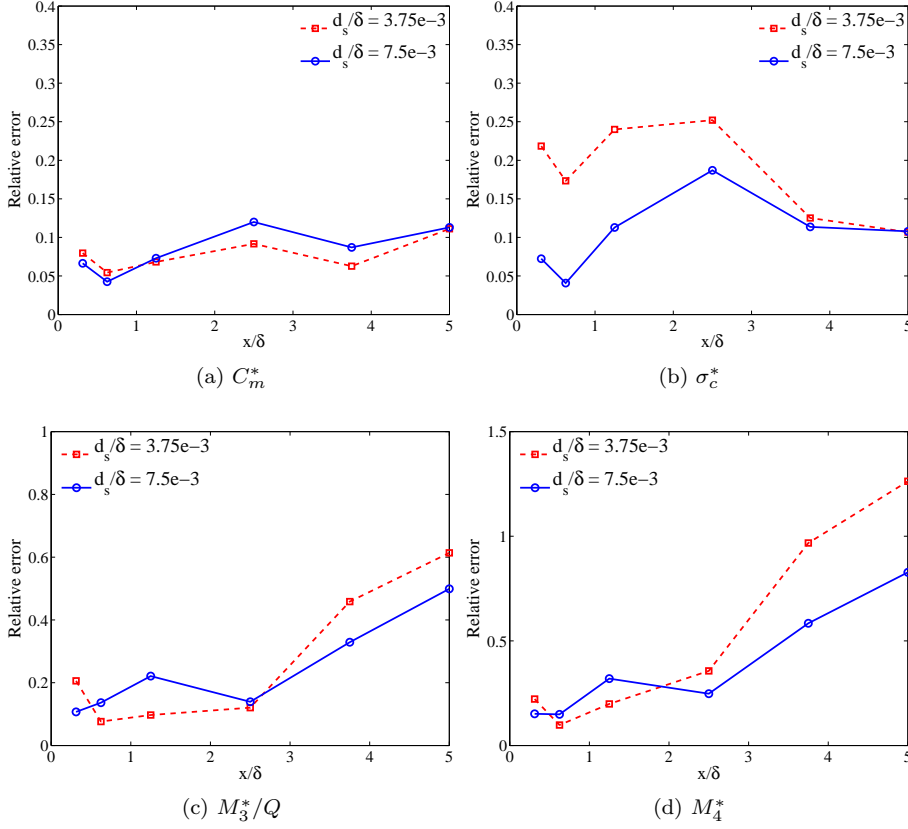 0.4
0.35
0.3
0.25
0.2
0.15
0.1
0.05
0
Relative error
d_s/δ = 3.75e−3
d_s/δ = 7.5e−3
0 1 2 3 4 5
x/δ
(a) C*_m
0.4
0.35
0.3
0.25
0.2
0.15
0.1
0.05
0
Relative error
d_s/δ = 3.75e−3
d_s/δ = 7.5e−3
0 1 2 3 4 5
x/δ
(b) σ*_c
1
0.8
0.6
0.4
0.2
0
Relative error
d_s/δ = 3.75e−3
d_s/δ = 7.5e−3
0 1 2 3 4 5
x/δ
(c) M*_3/Q
1.5
1
0.5
0
Relative error
d_s/δ = 3.75e−3
d_s/δ = 7.5e−3
0 1 2 3 4 5
x/δ
(d) M*_4